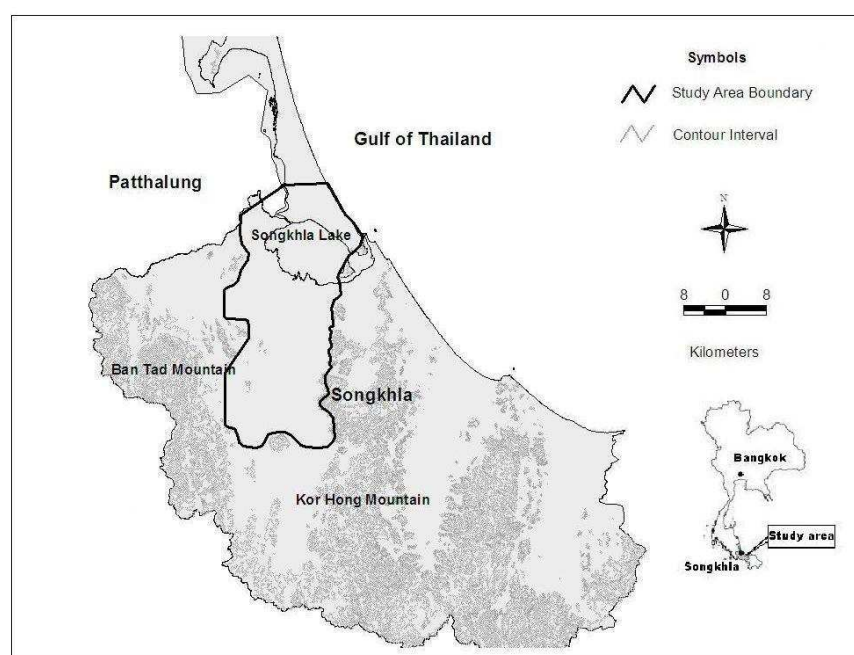 Symbols
Study Area Boundary
Contour Interval
Gulf of Thailand
Patthalung
N
Songkhla Lake
8 0 8
Kilometers
Ban Tad Mountain
Songkhla
Kor Hong Mountain
Bangkok
Study area
Songkhla